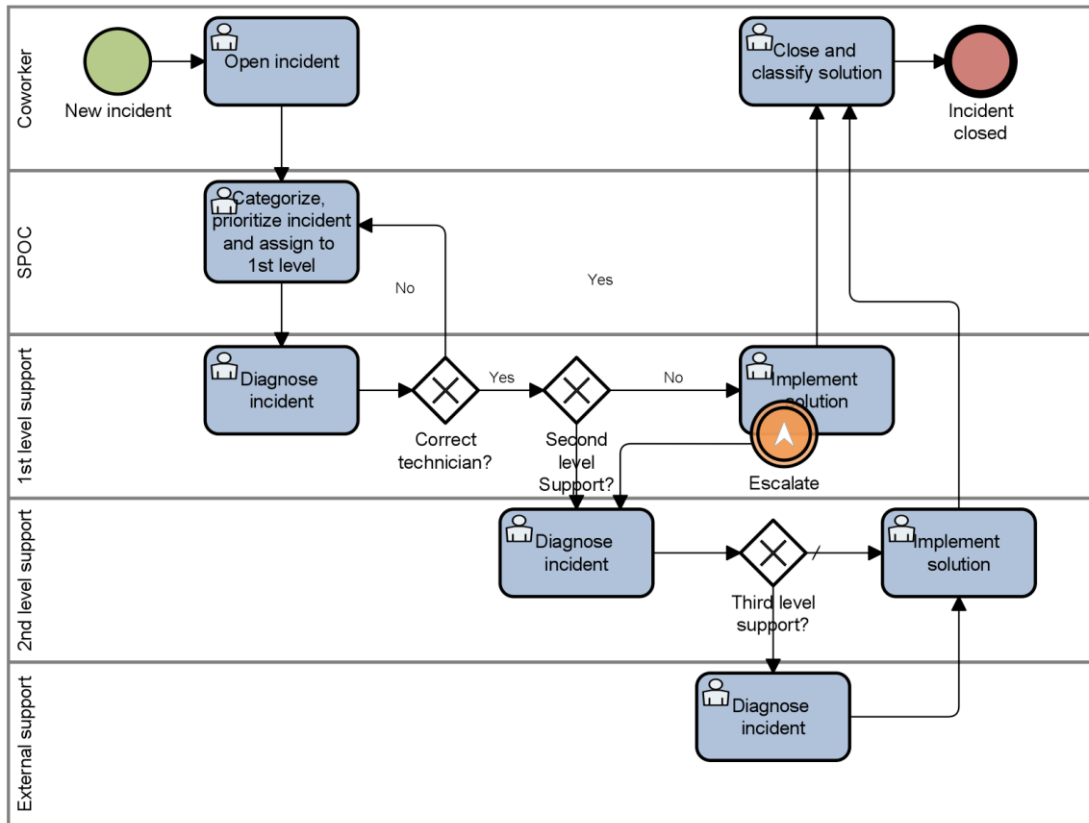 Coworker
New incident
Open incident
Close and
classify solution
Incident
closed
SPOC
Categorize,
prioritize incident
and assign to
1st level
No
Yes
1st level support
Diagnose
incident
Correct
technician?
Yes
Second
level
Support?
No
Implement
solution
Escalate
2nd level support
Diagnose
incident
Third level
support?
Implement
solution
External support
Diagnose
incident